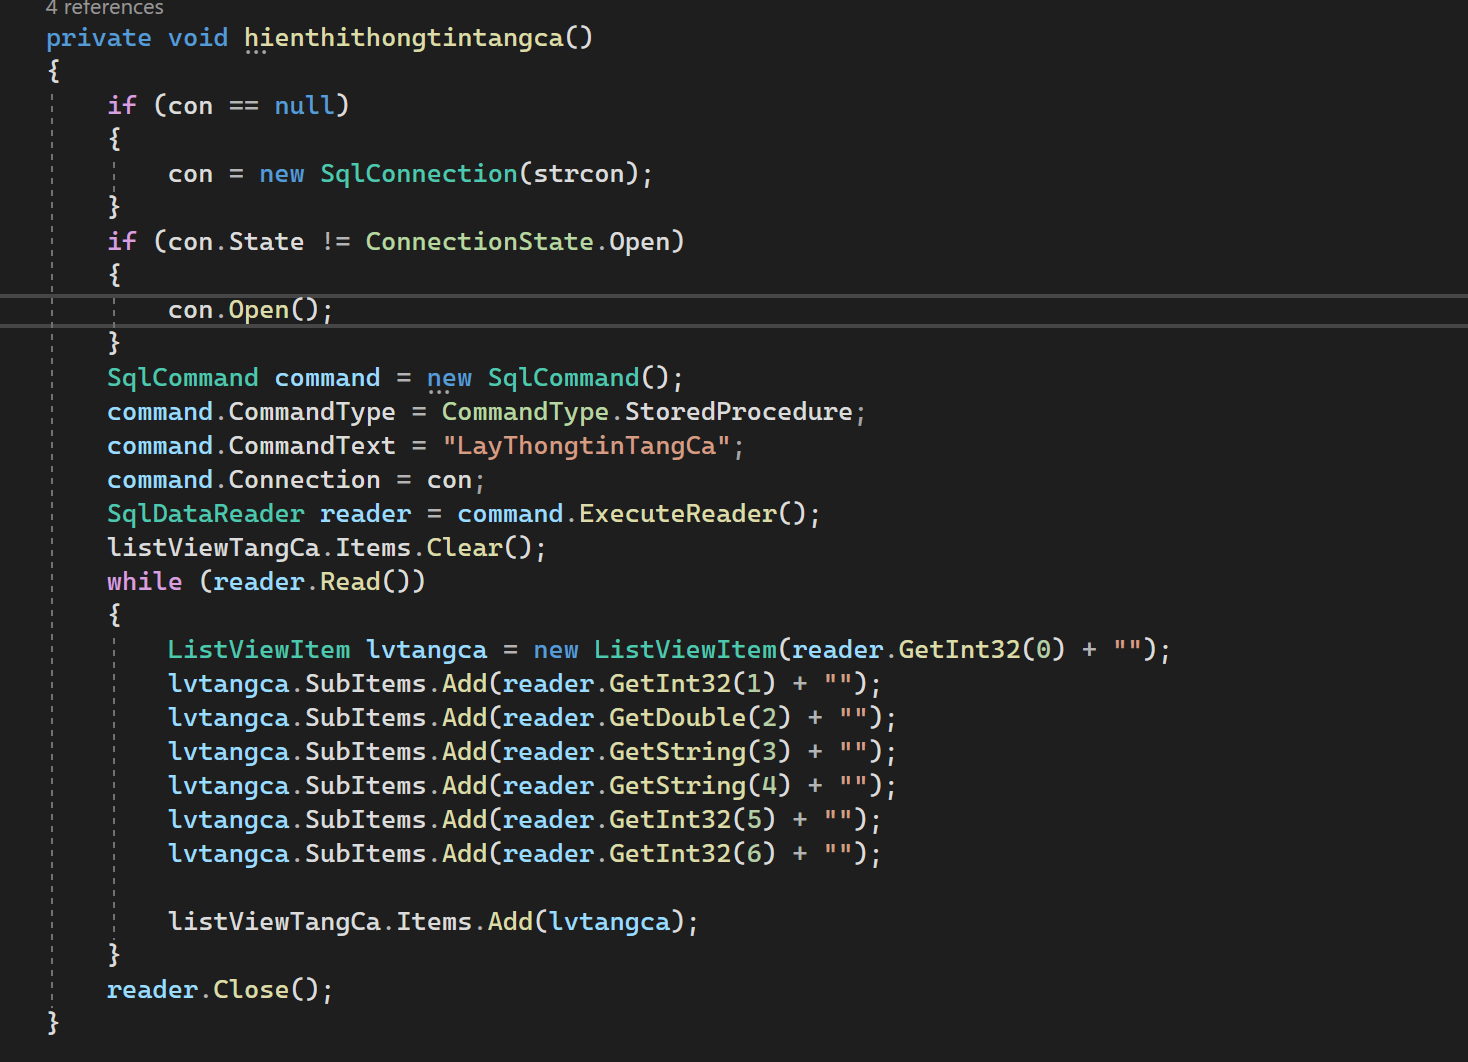 4 references
private void hienthithongtintangca()
{
    if (con == null)
    {
        con = new SqlConnection(strcon);
    }
    if (con.State != ConnectionState.Open)
    {
        con.Open();
    }
    SqlCommand command = new SqlCommand();
    command.CommandType = CommandType.StoredProcedure;
    command.CommandText = "LayThongtinTangCa";
    command.Connection = con;
    SqlDataReader reader = command.ExecuteReader();
    listViewTangCa.Items.Clear();
    while (reader.Read())
    {
        ListViewItem lvtangca = new ListViewItem(reader.GetInt32(0) + "");
        lvtangca.SubItems.Add(reader.GetInt32(1) + "");
        lvtangca.SubItems.Add(reader.GetDouble(2) + "");
        lvtangca.SubItems.Add(reader.GetString(3) + "");
        lvtangca.SubItems.Add(reader.GetString(4) + "");
        lvtangca.SubItems.Add(reader.GetInt32(5) + "");
        lvtangca.SubItems.Add(reader.GetInt32(6) + "");

        listViewTangCa.Items.Add(lvtangca);
    }
    reader.Close();
}